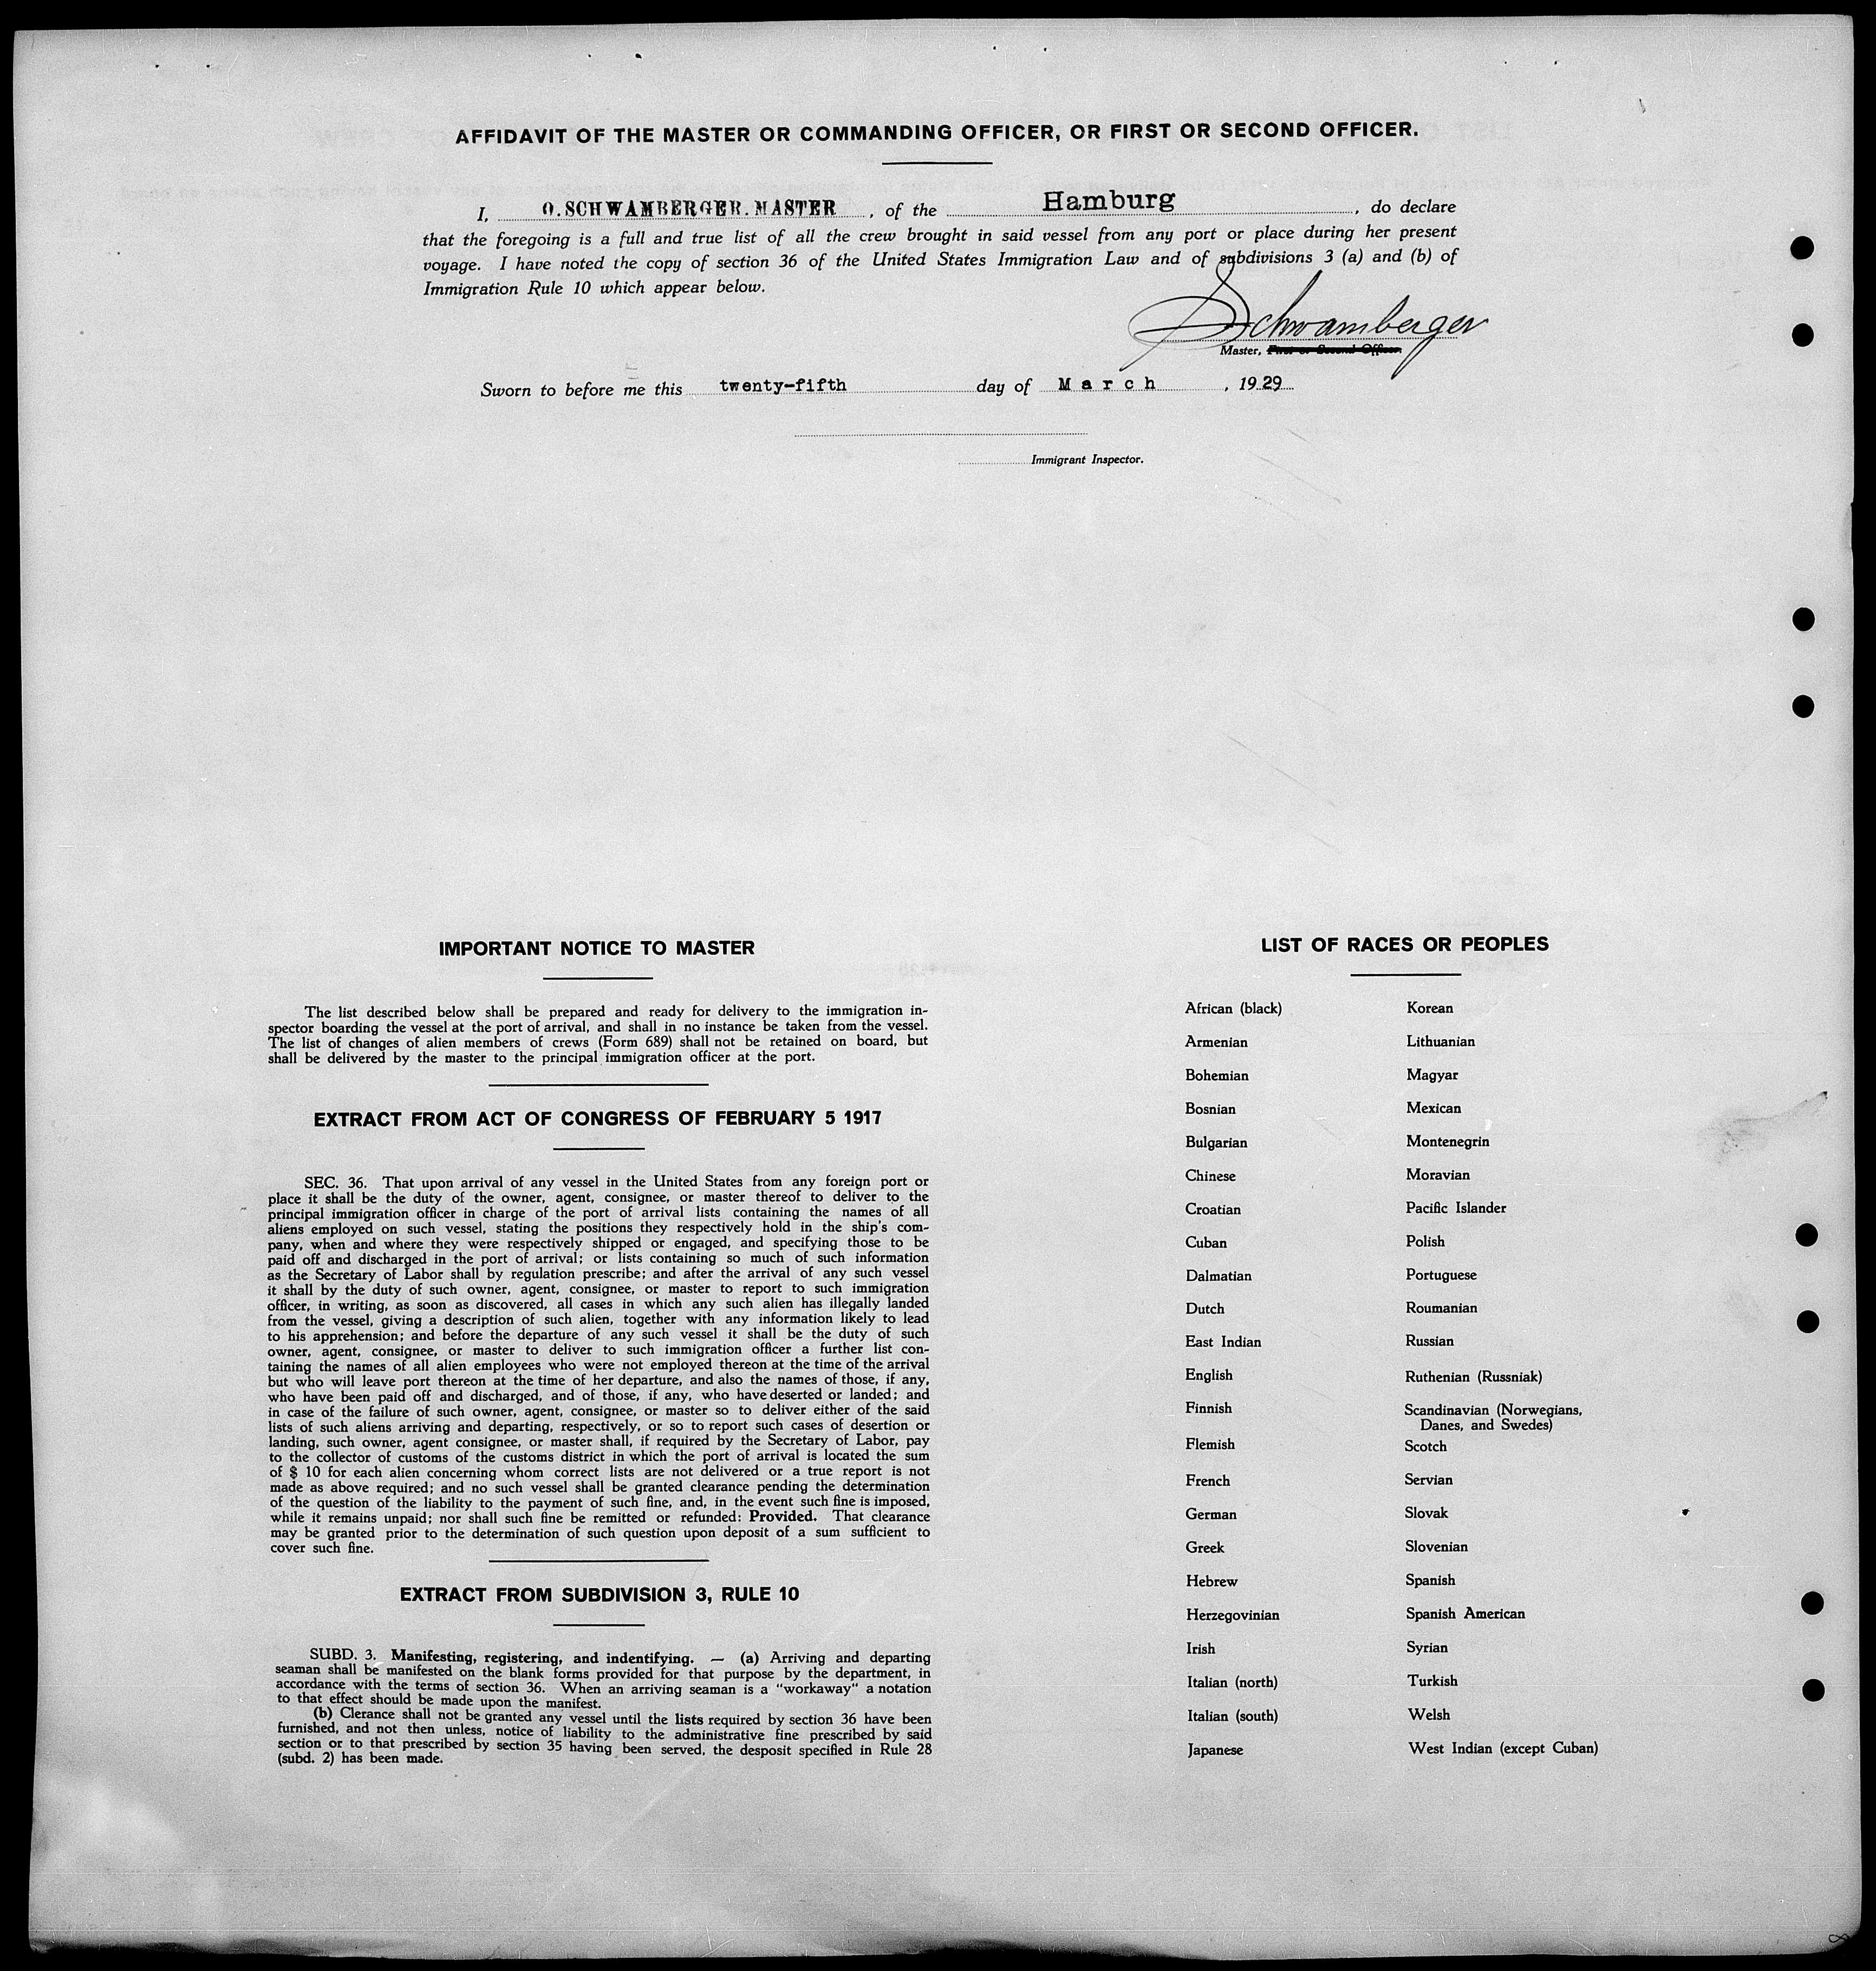 AFFIDAVIT OF THE MASTER OR COMMANDING OFFICER, OR FIRST OR SECOND OFFICER.
I, O. SCHWAMBERGER. MASTER, of the Hamburg, do declare
that the foregoing is a full and true list of all the crew brought in said vessel from any port or place during her present
voyage. I have noted the copy of section 36 of the United States Immigration Law and of subdivisions 3 (a) and (b) of
Immigration Rule 10 which appear below.
Schwamberger
Master, First or Second Officer.
Sworn to before me this twenty-fifth day of March, 1929
Immigrant Inspector.
IMPORTANT NOTICE TO MASTER
The list described below shall be prepared and ready for delivery to the immigration in-
spector boarding the vessel at the port of arrival, and shall in no instance be taken from the vessel.
The list of changes of alien members of crews (Form 689) shall not be retained on board, but
shall be delivered by the master to the principal immigration officer at the port.
EXTRACT FROM ACT OF CONGRESS OF FEBRUARY 5 1917
SEC. 36. That upon arrival of any vessel in the United States from any foreign port or
place it shall be the duty of the owner, agent, consignee, or master thereof to deliver to the
principal immigration officer in charge of the port of arrival lists containing the names of all
aliens employed on such vessel, stating the positions they respectively hold in the ship's com-
pany, when and where they were respectively shipped or engaged, and specifying those to be
paid off and discharged in the port of arrival; or lists containing so much of such information
as the Secretary of Labor shall by regulation prescribe; and after the arrival of any such vessel
it shall by the duty of such owner, agent, consignee, or master to report to such immigration
officer, in writing, as soon as discovered, all cases in which any such alien has illegally landed
from the vessel, giving a description of such alien, together with any information likely to lead
to his apprehension; and before the departure of any such vessel it shall be the duty of such
owner, agent, consignee, or master to deliver to such immigration officer a further list con-
taining the names of all alien employees who were not employed thereon at the time of the arrival
but who will leave port thereon at the time of her departure, and also the names of those, if any,
who have been paid off and discharged, and of those, if any, who have deserted or landed; and
in case of the failure of such owner, agent, consignee, or master so to deliver either of the said
lists of such aliens arriving and departing, respectively, or so to report such cases of desertion or
landing, such owner, agent consignee, or master shall, if required by the Secretary of Labor, pay
to the collector of customs of the customs district in which the port of arrival is located the sum
of $ 10 for each alien concerning whom correct lists are not delivered or a true report is not
made as above required; and no such vessel shall be granted clearance pending the determination
of the question of the liability to the payment of such fine, and, in the event such fine is imposed,
while it remains unpaid; nor shall such fine be remitted or refunded: Provided. That clearance
may be granted prior to the determination of such question upon deposit of a sum sufficient to
cover such fine.
EXTRACT FROM SUBDIVISION 3, RULE 10
SUBD. 3. Manifesting, registering, and indentifying. — (a) Arriving and departing
seaman shall be manifested on the blank forms provided for that purpose by the department, in
accordance with the terms of section 36. When an arriving seaman is a "workaway" a notation
to that effect should be made upon the manifest.
(b) Clerance shall not be granted any vessel until the lists required by section 36 have been
furnished, and not then unless, notice of liability to the administrative fine prescribed by said
section or to that prescribed by section 35 having been served, the desposit specified in Rule 28
(subd. 2) has been made.
LIST OF RACES OR PEOPLES
African (black)
Armenian
Bohemian
Bosnian
Bulgarian
Chinese
Croatian
Cuban
Dalmatian
Dutch
East Indian
English
Finnish
Flemish
French
German
Greek
Hebrew
Herzegovinian
Irish
Italian (north)
Italian (south)
Japanese
Korean
Lithuanian
Magyar
Mexican
Montenegrin
Moravian
Pacific Islander
Polish
Portuguese
Roumanian
Russian
Ruthenian (Russniak)
Scandinavian (Norwegians,
Danes, and Swedes)
Scotch
Servian
Slovak
Slovenian
Spanish
Spanish American
Syrian
Turkish
Welsh
West Indian (except Cuban)